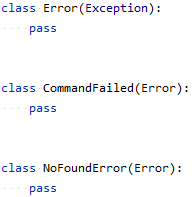 class Error(Exception):
    pass
class CommandFailed(Error):
    pass
class NoFoundError(Error):
    pass